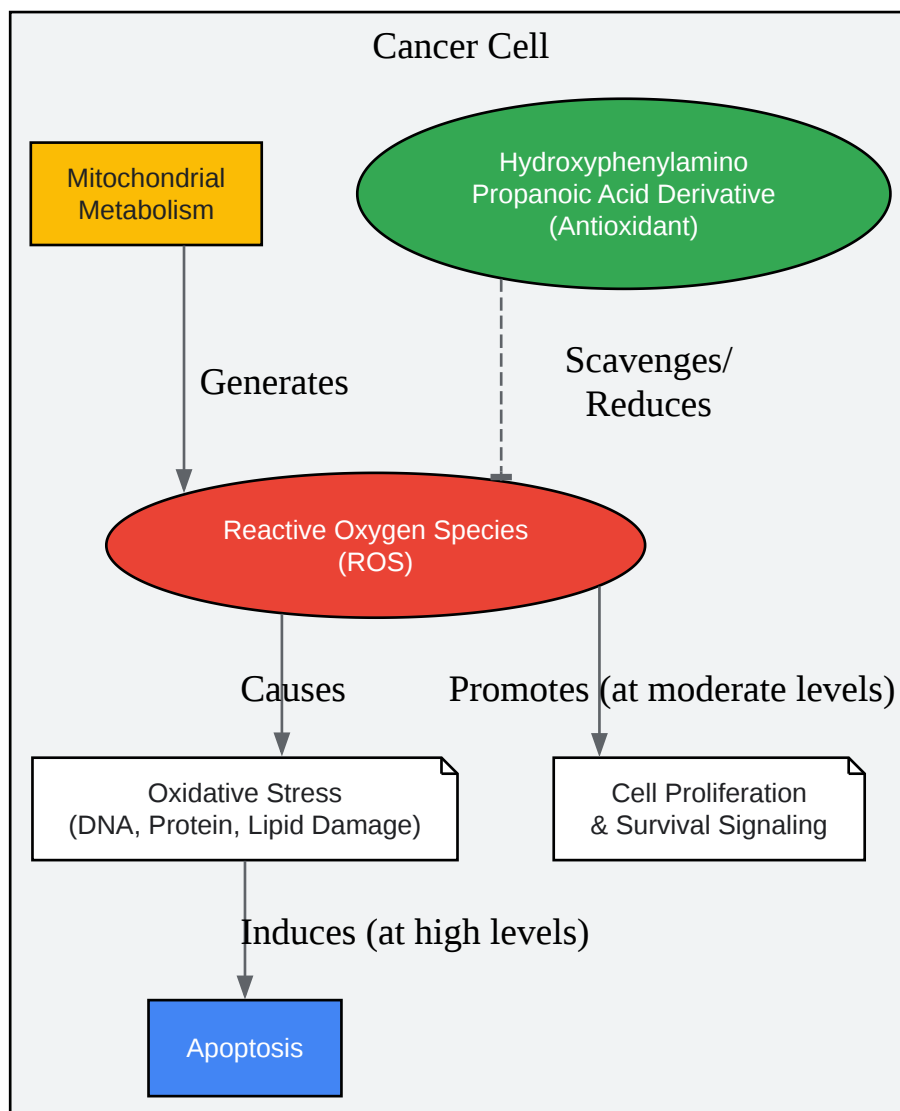 Cancer Cell
Mitochondrial
Metabolism
Hydroxyphenylamino
Propanoic Acid Derivative
(Antioxidant)
Generates
Scavenges/
Reduces
Reactive Oxygen Species
(ROS)
Causes
Promotes (at moderate levels)
Oxidative Stress
(DNA, Protein, Lipid Damage)
Cell Proliferation
& Survival Signaling
Induces (at high levels)
Apoptosis